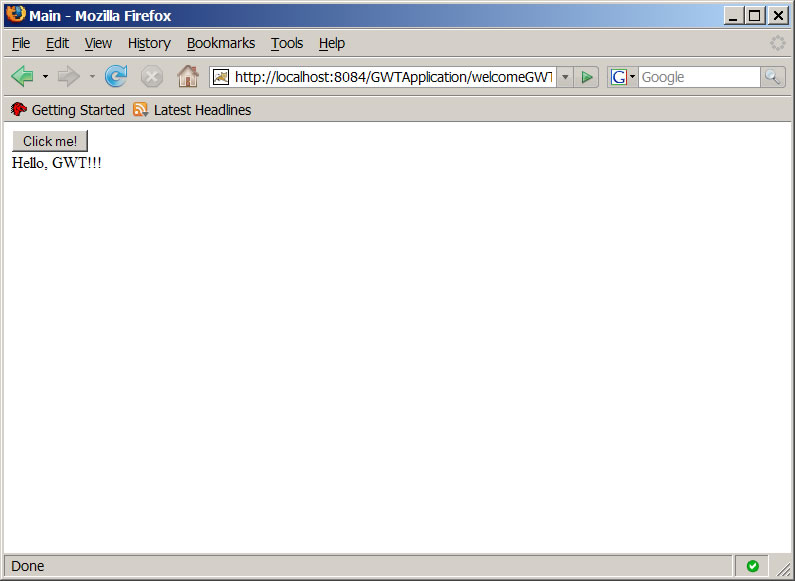 Main - Mozilla Firefox
File Edit View History Bookmarks Tools Help
http://localhost:8084/GWTApplication/welcomeGWT G Google
Getting Started Latest Headlines
Click me!
Hello, GWT!!!
Done